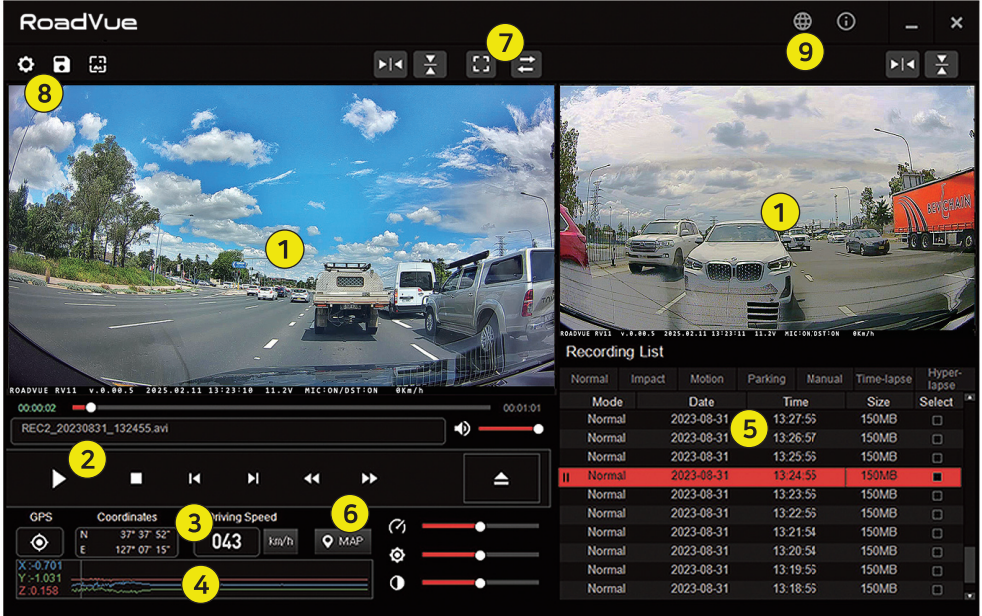 RoadVue
7
9
8
1
1
BEVCHAIN
ROADVUE RV11 v.0.00.5 2025.02.11 13:23:10 11.2V MIC:ON/DST:ON 0Km/h
ROADVUE RV11 v.0.00.5 2025.02.11 13:23:11 11.2V MIC:ON/DST:ON 0Km/h
00:00:02
00:01:01
REC2_20230831_132455.avi
2
GPS
Coordinates
3
Driving Speed
6
N 37° 37' 52"
E 127° 07' 15"
043
km/h
MAP
X:-0.701
Y:-1.031
Z:0.158
4
Recording List
Normal Impact Motion Parking Manual Time-lapse Hyper-
lapse
Mode Date Time Size Select
Normal 2023-08-31 13:27:56 150MB
5
Normal 2023-08-31 13:26:57 150MB
Normal 2023-08-31 13:25:56 150MB
Normal 2023-08-31 13:24:56 150MB
Normal 2023-08-31 13:23:56 150MB
Normal 2023-08-31 13:22:56 150MB
Normal 2023-08-31 13:21:54 150MB
Normal 2023-08-31 13:20:54 150MB
Normal 2023-08-31 13:19:56 150MB
Normal 2023-08-31 13:18:56 150MB